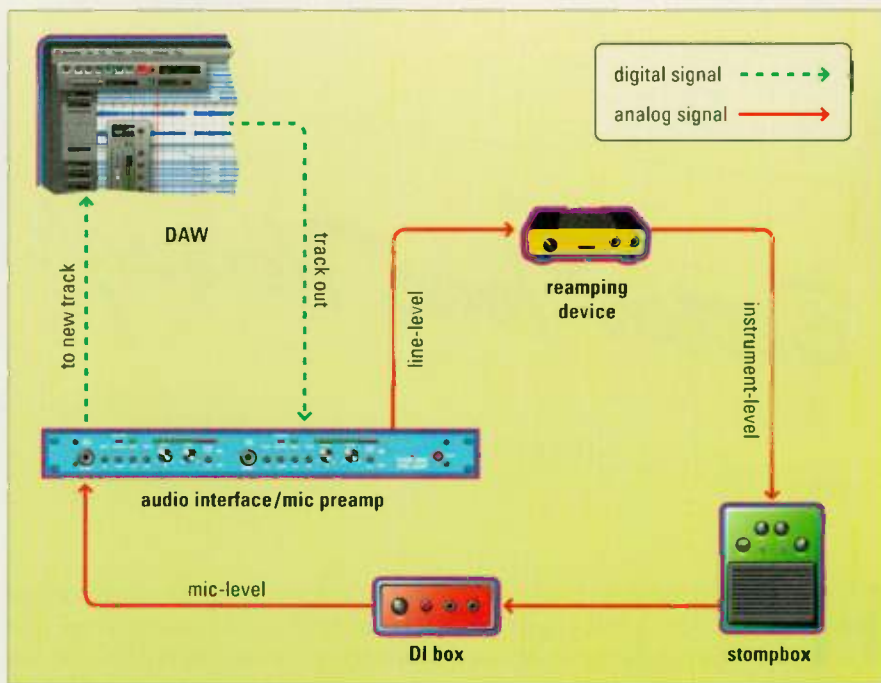 digital signal
analog signal
DAW
to new track
track out
line-level
reamping
device
instrument-level
audio interface/mic preamp
mic-level
DI box
stompbox